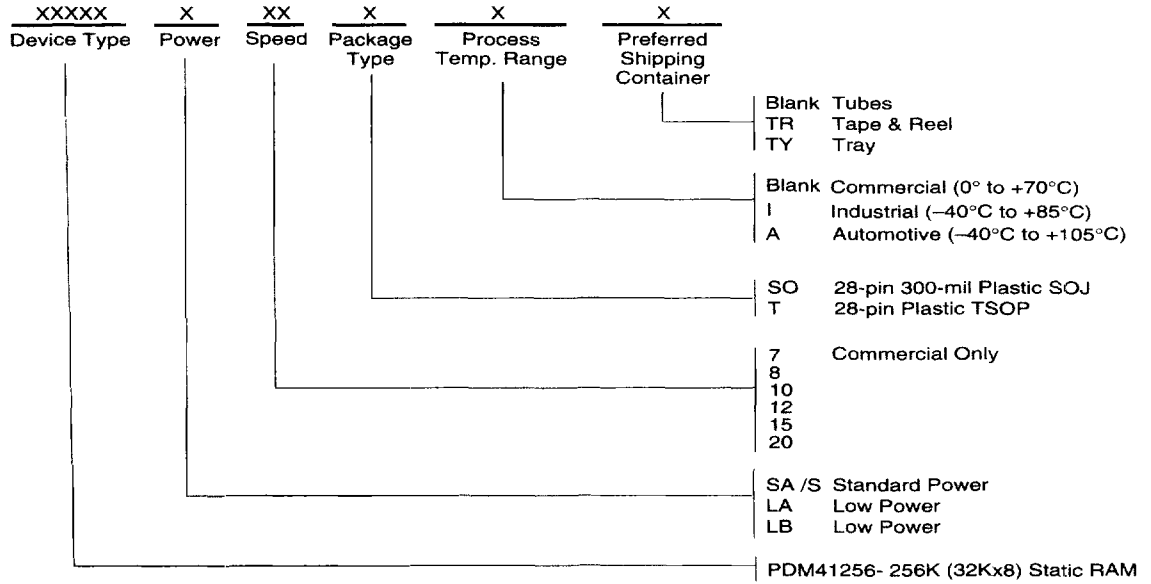 XXXXX X XX X X X
Device Type Power Speed Package Process Preferred
Type Temp. Range Shipping
Container
Blank Tubes
TR Tape & Reel
TY Tray
Blank Commercial (0° to +70°C)
I Industrial (–40°C to +85°C)
A Automotive (–40°C to +105°C)
SO 28-pin 300-mil Plastic SOJ
T 28-pin Plastic TSOP
7 Commercial Only
8
10
12
15
20
SA /S Standard Power
LA Low Power
LB Low Power
PDM41256- 256K (32Kx8) Static RAM